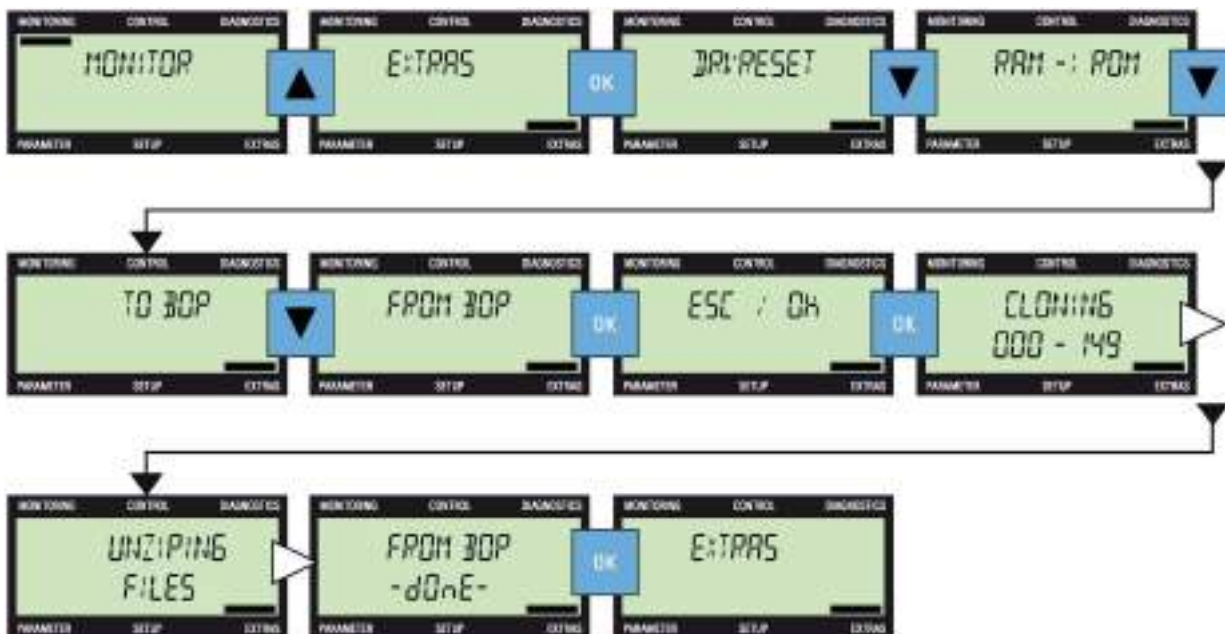 MONITORING CONTROL DIAGNOSTICS
MONITOR
PARAMETER SETUP EXTRAS
MONITORING CONTROL DIAGNOSTICS
EXTRAS
PARAMETER SETUP EXTRAS
OK
MONITORING CONTROL DIAGNOSTICS
DRVRESET
PARAMETER SETUP EXTRAS
MONITORING CONTROL DIAGNOSTICS
RAM -> ROM
PARAMETER SETUP EXTRAS
MONITORING CONTROL DIAGNOSTICS
TO BOP
PARAMETER SETUP EXTRAS
MONITORING CONTROL DIAGNOSTICS
FROM BOP
PARAMETER SETUP EXTRAS
OK
MONITORING CONTROL DIAGNOSTICS
ESC / OK
PARAMETER SETUP EXTRAS
OK
MONITORING CONTROL DIAGNOSTICS
CLONING
000 - 149
PARAMETER SETUP EXTRAS
MONITORING CONTROL DIAGNOSTICS
UNZIPING
FILES
PARAMETER SETUP EXTRAS
MONITORING CONTROL DIAGNOSTICS
FROM BOP
-dOnE-
PARAMETER SETUP EXTRAS
OK
MONITORING CONTROL DIAGNOSTICS
EXTRAS
PARAMETER SETUP EXTRAS